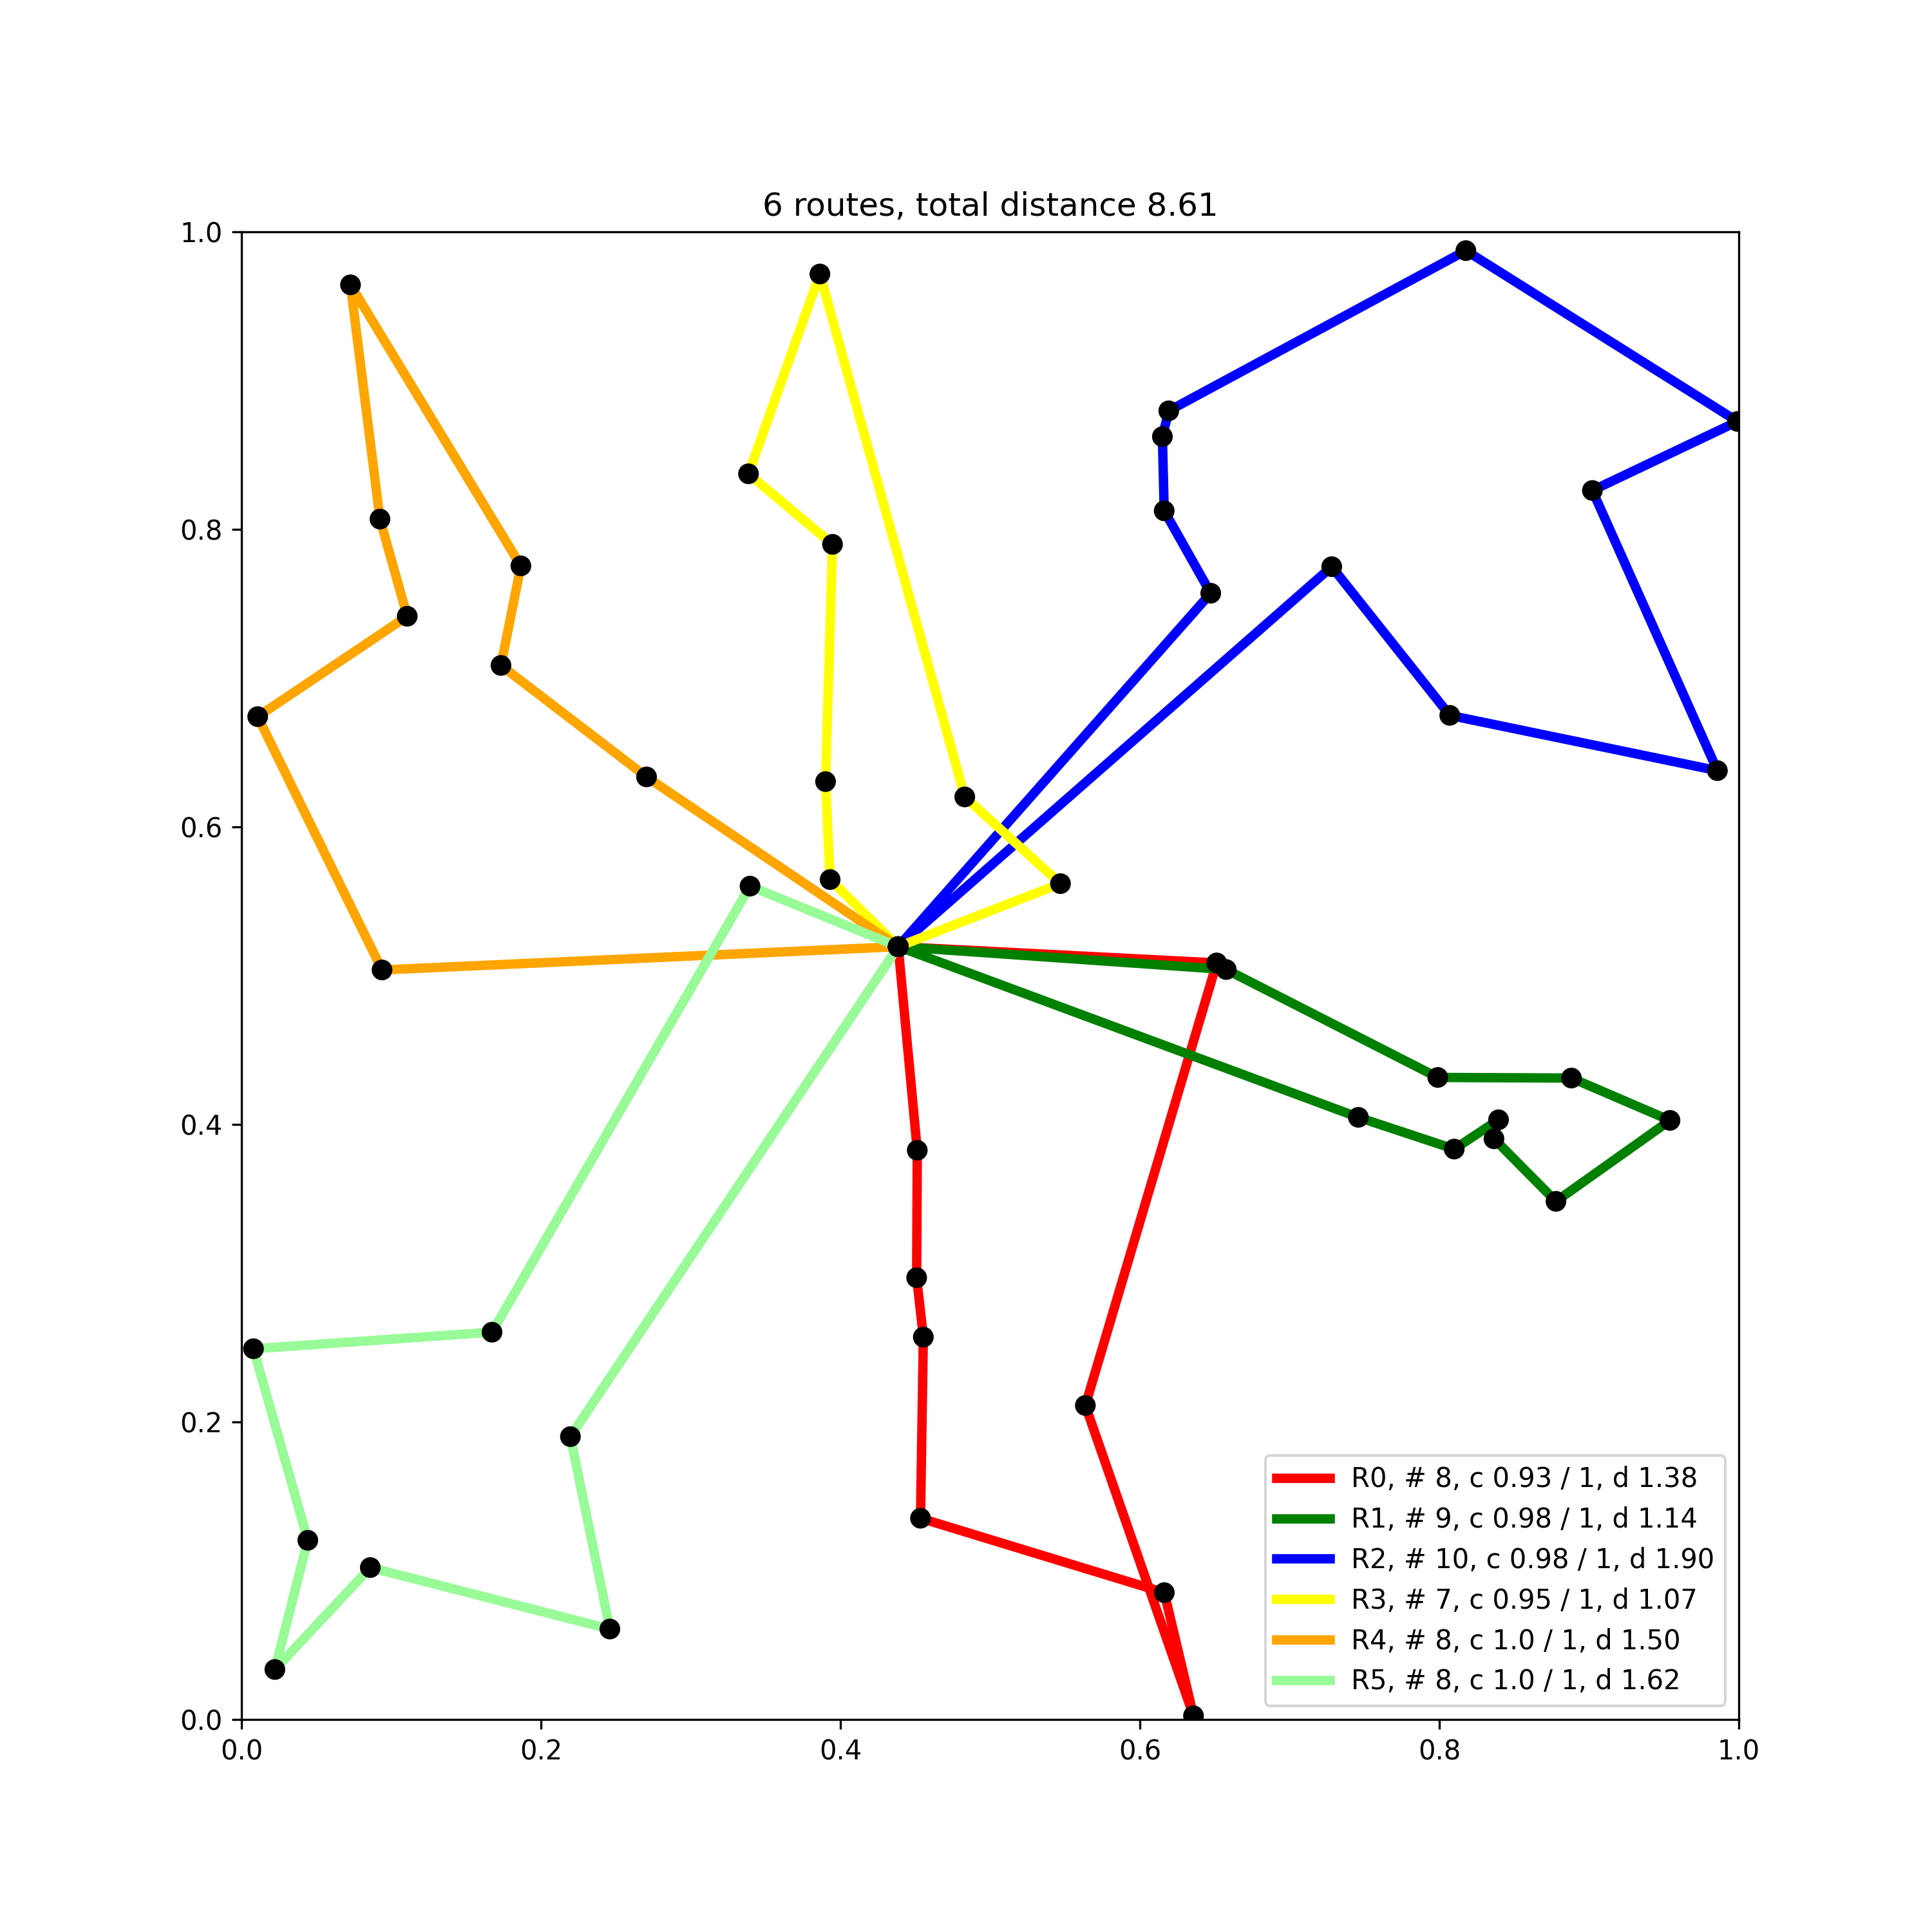 6 routes, total distance 8.61
1.0
0.8
0.6
0.4
0.2
0.0
0.0 0.2 0.4 0.6 0.8 1.0
R0, # 8, c 0.93 / 1, d 1.38
R1, # 9, c 0.98 / 1, d 1.14
R2, # 10, c 0.98 / 1, d 1.90
R3, # 7, c 0.95 / 1, d 1.07
R4, # 8, c 1.0 / 1, d 1.50
R5, # 8, c 1.0 / 1, d 1.62